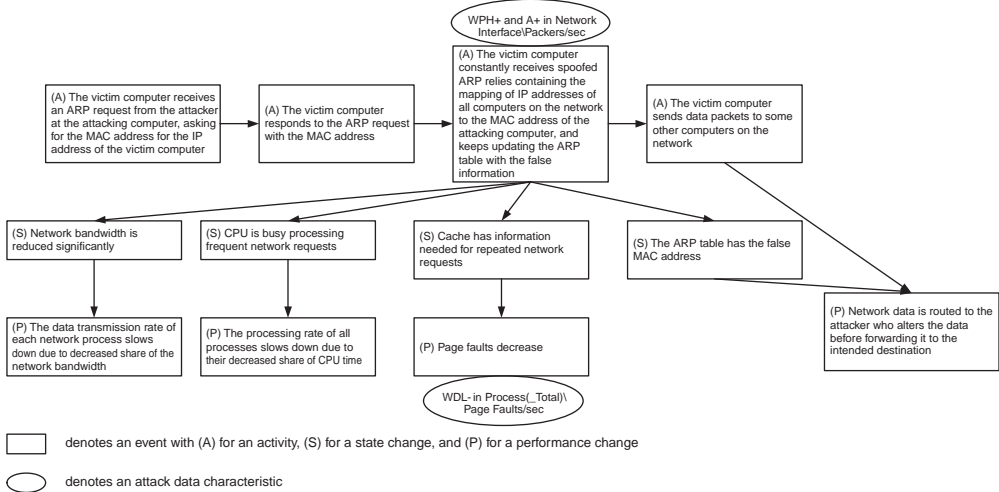 WPH+ and A+ in Network
Interface\Packers/sec
(A) The victim computer receives
an ARP request from the attacker
at the attacking computer, asking
for the MAC address for the IP
address of the victim computer
(A) The victim computer
responds to the ARP request
with the MAC address
(A) The victim computer
constantly receives spoofed
ARP relies containing the
mapping of IP addresses of
all computers on the network
to the MAC address of the
attacking computer, and
keeps updating the ARP
table with the false
information
(A) The victim computer
sends data packets to some
other computers on the
network
(S) Network bandwidth is
reduced significantly
(S) CPU is busy processing
frequent network requests
(S) Cache has information
needed for repeated network
requests
(S) The ARP table has the false
MAC address
(P) The data transmission rate of
each network process slows
down due to decreased share of the
network bandwidth
(P) The processing rate of all
processes slows down due to
their decreased share of CPU time
(P) Page faults decrease
(P) Network data is routed to the
attacker who alters the data
before forwarding it to the
intended destination
WDL- in Process(_Total)\
Page Faults/sec
denotes an event with (A) for an activity, (S) for a state change, and (P) for a performance change
denotes an attack data characteristic